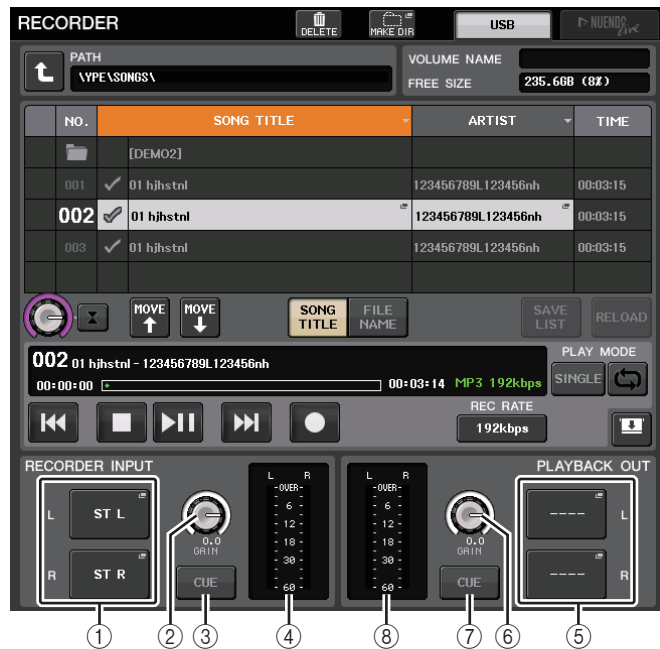 RECORDER
DELETE
MAKE DIR
USB
NUENDO Live
PATH
\YPE\SONGS\
VOLUME NAME
FREE SIZE 235.6GB (8%)
NO. SONG TITLE ARTIST TIME
[DEMO2]
001 01 hjhstnl 123456789L123456nh 00:03:15
002 01 hjhstnl 123456789L123456nh 00:03:15
003 01 hjhstnl 123456789L123456nh 00:03:15
MOVE MOVE SONG TITLE FILE NAME SAVE LIST RELOAD
002 01 hjhstnl - 123456789L123456nh
00:00:00 00:03:14 MP3 192kbps
PLAY MODE
SINGLE
REC RATE
192kbps
RECORDER INPUT
L ST L
R ST R
0.0
GAIN
CUE
L R
-OVER-
- 6 -
- 12 -
- 18 -
- 30 -
- 60 -
L R
-OVER-
- 6 -
- 12 -
- 18 -
- 30 -
- 60 -
0.0
GAIN
CUE
PLAYBACK OUT
---- L
---- R
① ② ③ ④ ⑧ ⑦ ⑥ ⑤